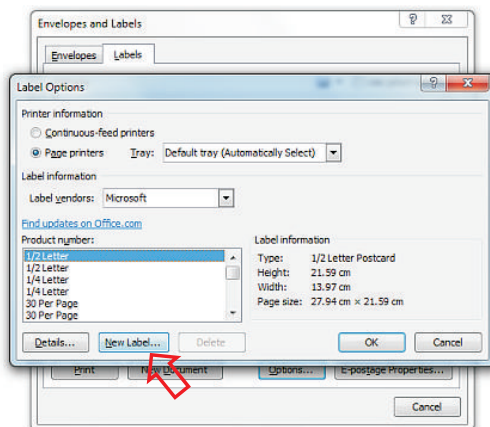 Envelopes and Labels
Envelopes Labels
Label Options
Printer information
Continuous-feed printers
Page printers Tray: Default tray (Automatically Select)
Label information
Label vendors: Microsoft
Find updates on Office.com
Product number:
1/2 Letter
1/2 Letter
1/4 Letter
1/4 Letter
30 Per Page
30 Per Page
Label information
Type: 1/2 Letter Postcard
Height: 21.59 cm
Width: 13.97 cm
Page size: 27.94 cm × 21.59 cm
Details... New Label... Delete OK Cancel
Print New Document Options... E-postage Properties...
Cancel